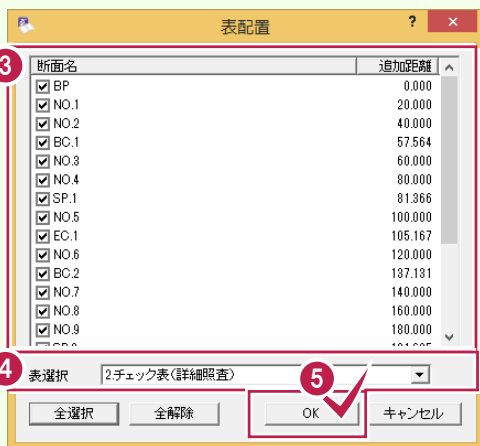 表配置 ? ×
3
断面名 追加距離
BP 0.000
NO.1 20.000
NO.2 40.000
BC.1 57.564
NO.3 60.000
NO.4 80.000
SP.1 81.366
NO.5 100.000
EC.1 105.167
NO.6 120.000
BC.2 137.131
NO.7 140.000
NO.8 160.000
NO.9 180.000
4
表選択 2.チェック表(詳細照査)
5
全選択 全解除 OK キャンセル